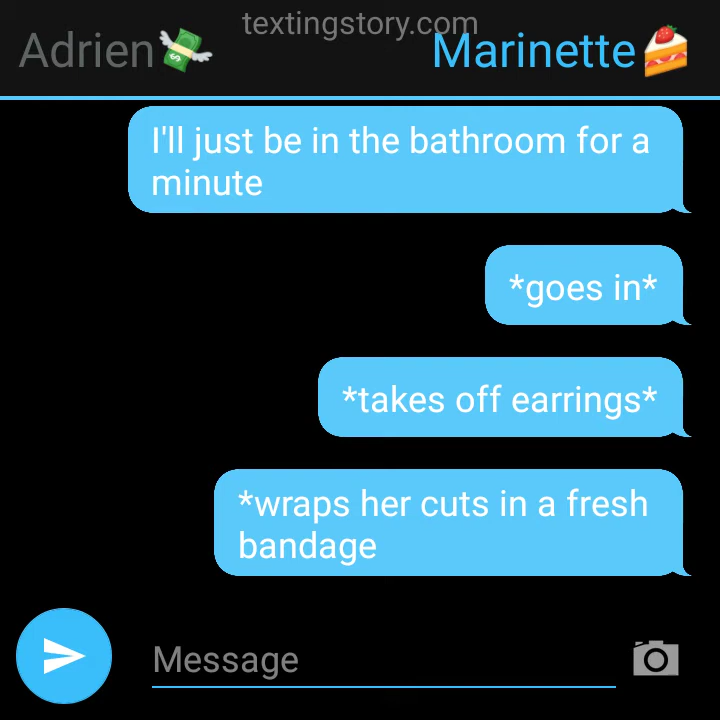 textingstory.com
Adrien💸 Marinette🍰
I'll just be in the bathroom for a
minute
*goes in*
*takes off earrings*
*wraps her cuts in a fresh
bandage
Message